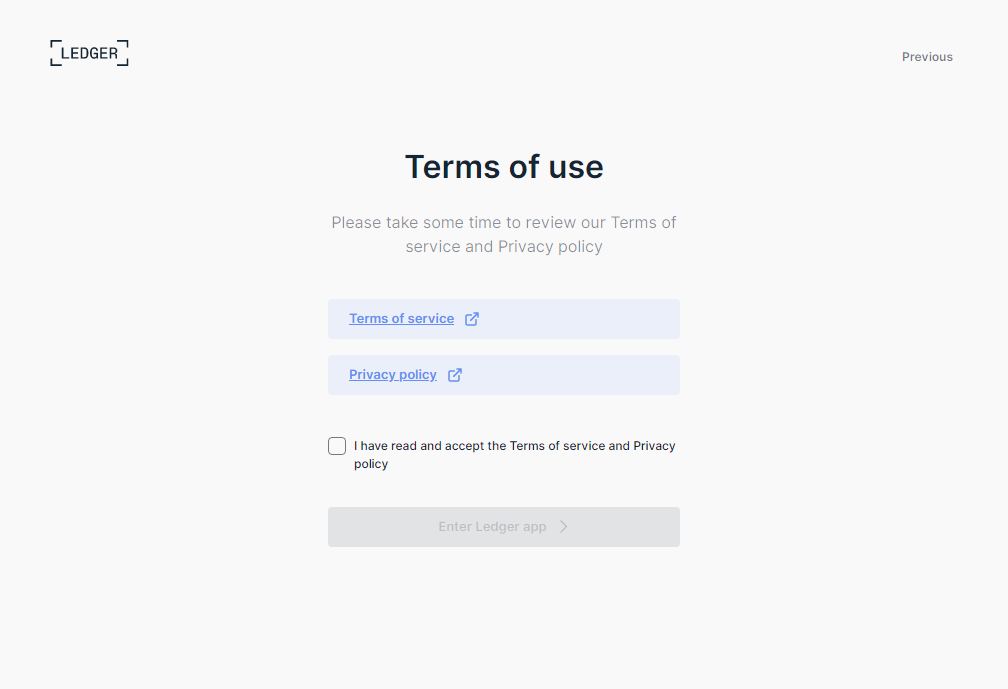 LEDGER
Previous
Terms of use
Please take some time to review our Terms of
service and Privacy policy
Terms of service
Privacy policy
I have read and accept the Terms of service and Privacy
policy
Enter Ledger app